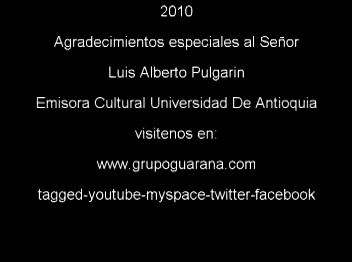 2010
Agradecimientos especiales al Señor
Luis Alberto Pulgarin
Emisora Cultural Universidad De Antioquia
visitenos en:
www.grupoguarana.com
tagged-youtube-myspace-twitter-facebook